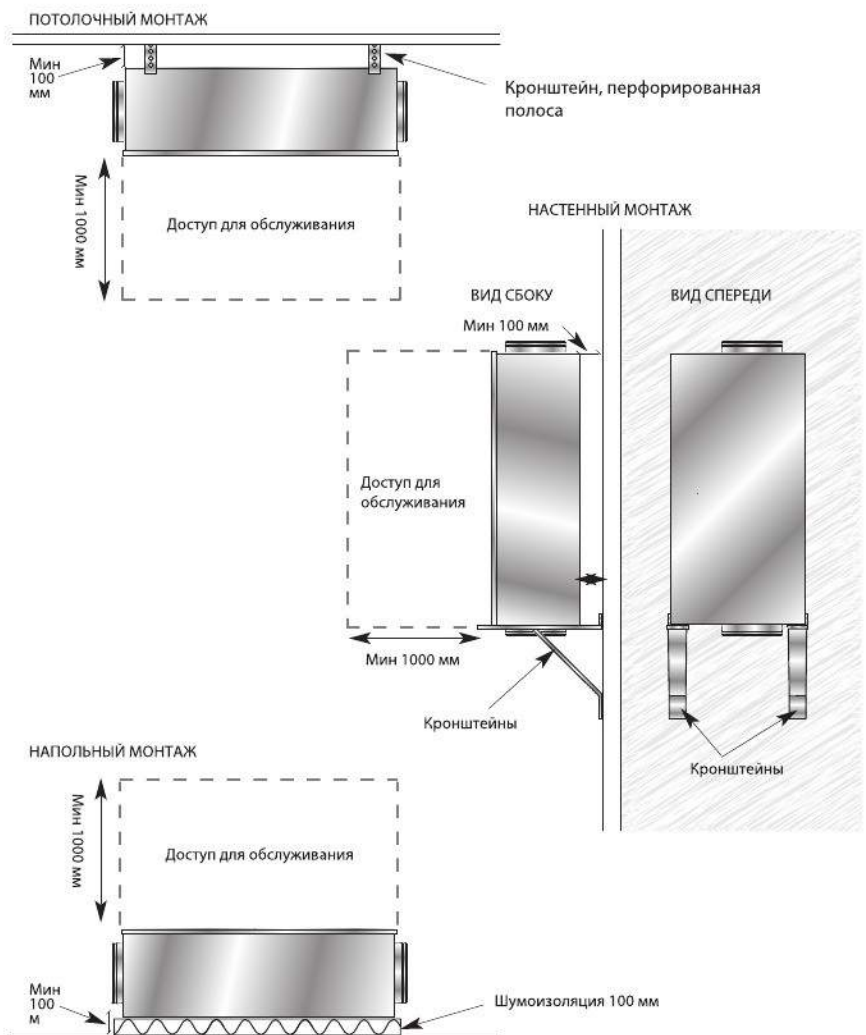 ПОТОЛОЧНЫЙ МОНТАЖ
Мин
100
мм
Кронштейн, перфорированная
полоса
Мин 1000 мм
Доступ для обслуживания
НАСТЕННЫЙ МОНТАЖ
ВИД СБОКУ
ВИД СПЕРЕДИ
Мин 100 мм
Доступ для
обслуживания
Мин 1000 мм
Кронштейны
Кронштейны
НАПОЛЬНЫЙ МОНТАЖ
Мин 1000 мм
Доступ для обслуживания
Мин
100
м
Шумоизоляция 100 мм